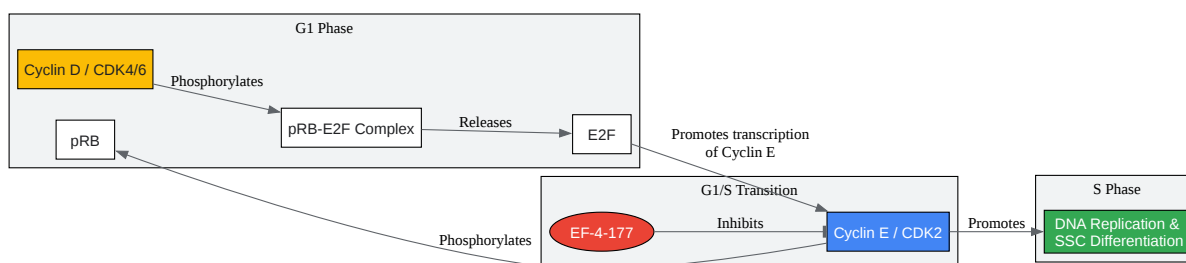 G1 Phase
Cyclin D / CDK4/6
Phosphorylates
pRB-E2F Complex
Releases
E2F
pRB
Promotes transcription
of Cyclin E
G1/S Transition
EF-4-177
Inhibits
Cyclin E / CDK2
Promotes
S Phase
DNA Replication &
SSC Differentiation
Phosphorylates